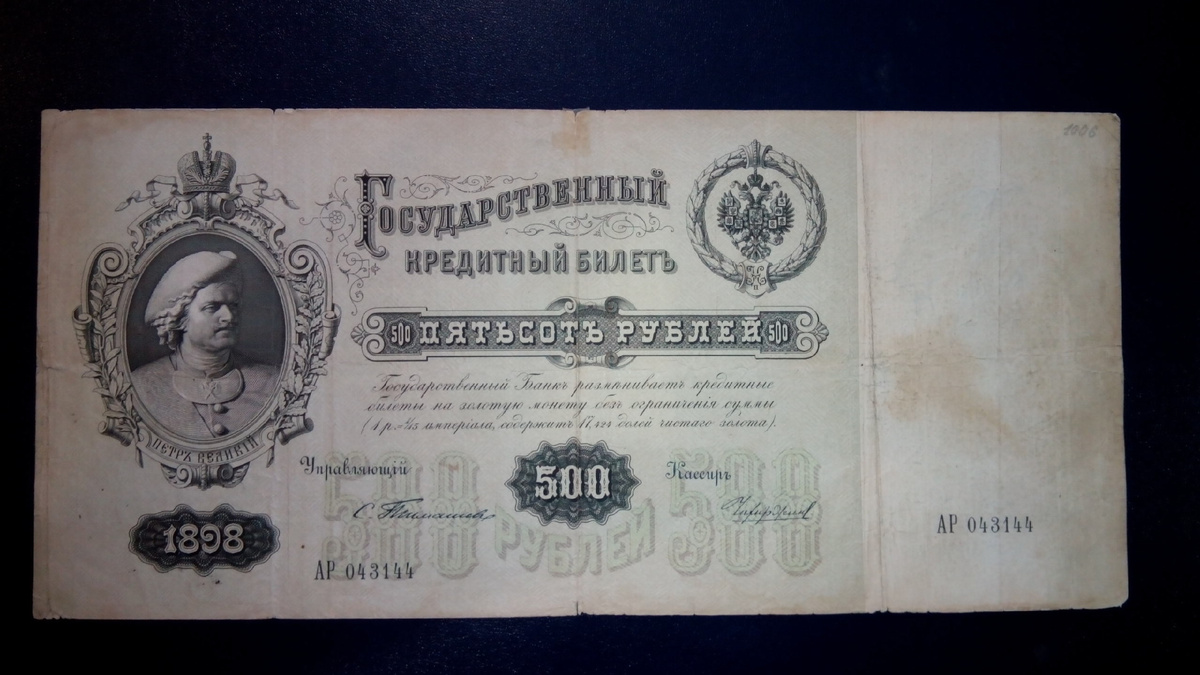 1906
Государственный
кредитный билетъ
500 пятьсотъ рублей 500
Государственный Банкъ размѣниваетъ кредитные
билеты на золотую монету безъ ограниченія суммы
(1 р.=1/15 имперіала, содержитъ 17,424 долей чистаго золота).
Петръ Великій
Управляющій
500
Кассиръ
С. Тимашевъ
500 рублей 500
1898
АР 043144
АР 043144